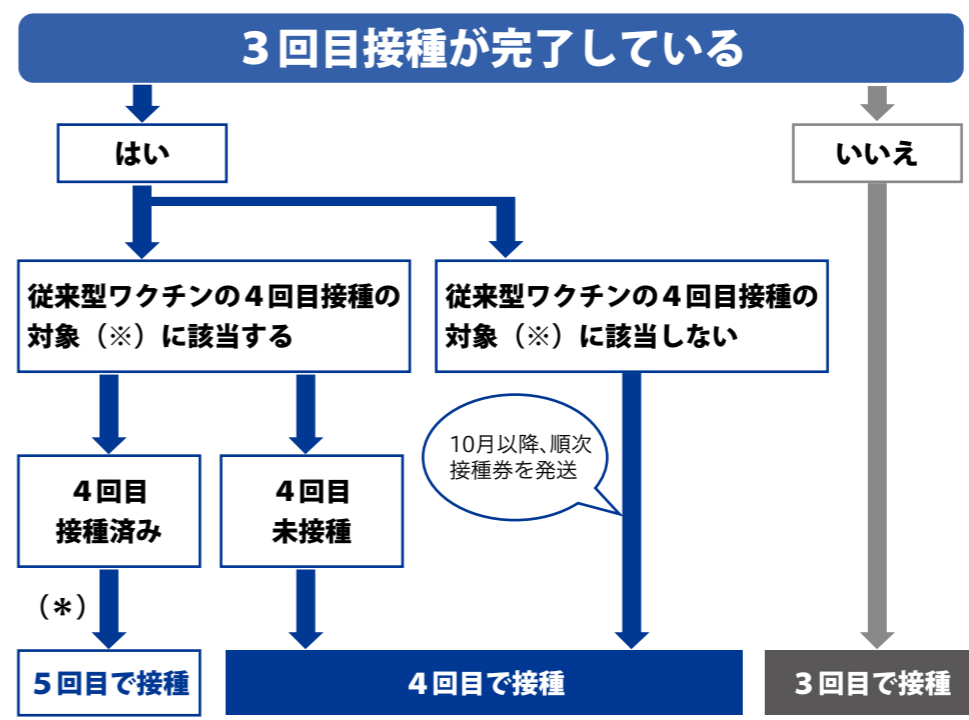 ３回目接種が完了している
はい
いいえ
従来型ワクチンの４回目接種の
対象（※）に該当する
従来型ワクチンの４回目接種の
対象（※）に該当しない
10月以降、順次
接種券を発送
４回目
接種済み
４回目
未接種
（＊）
５回目で接種
４回目で接種
３回目で接種